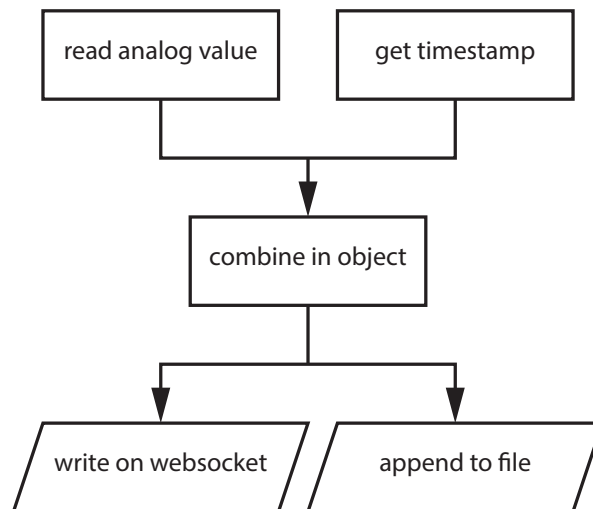 read analog value
get timestamp
combine in object
write on websocket
append to file